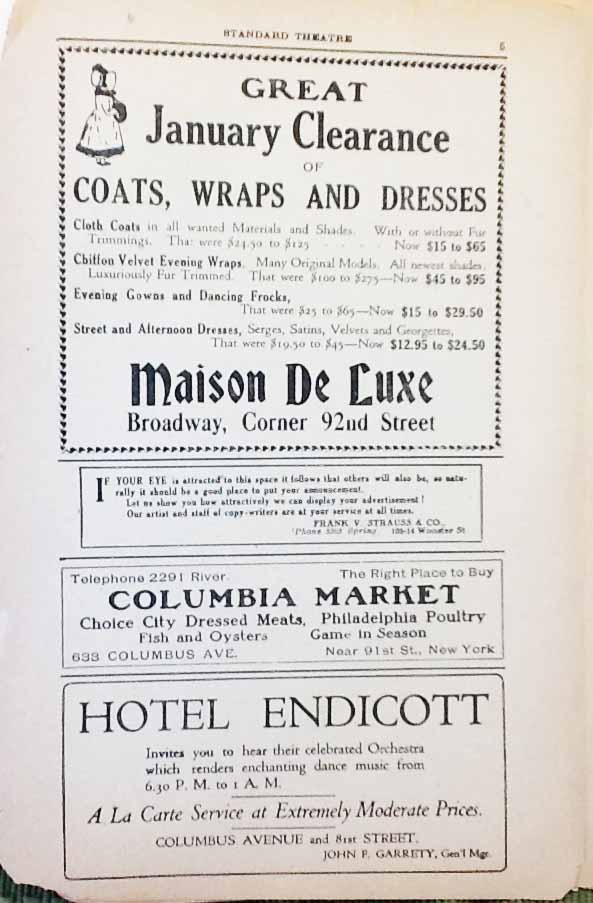 STANDARD THEATRE 5
GREAT
January Clearance
OF
COATS, WRAPS AND DRESSES
Cloth Coats in all wanted Materials and Shades. With or without Fur
Trimmings. That were $24.50 to $125 - - - - Now $15 to $65
Chiffon Velvet Evening Wraps. Many Original Models. All newest shades.
Luxuriously Fur Trimmed. That were $100 to $275—Now $45 to $95
Evening Gowns and Dancing Frocks,
That were $25 to $65—Now $15 to $29.50
Street and Afternoon Dresses, Serges, Satins, Velvets and Georgettes,
That were $19.50 to $45—Now $12.95 to $24.50
Maison De Luxe
Broadway, Corner 92nd Street
IF YOUR EYE is attracted to this space it follows that others will also be, so natu-
rally it should be a good place to put your announcement.
Let us show you how attractively we can display your advertisement!
Our artist and staff of copy-writers are at your service at all times.
FRANK V. STRAUSS & CO.,
'Phone Spring Wooster St
Telephone 2291 River. The Right Place to Buy
COLUMBIA MARKET
Choice City Dressed Meats, Philadelphia Poultry
Fish and Oysters Game in Season
633 COLUMBUS AVE. Near 91st St., New York
HOTEL ENDICOTT
Invites you to hear their celebrated Orchestra
which renders enchanting dance music from
6.30 P. M. to 1 A. M.
A La Carte Service at Extremely Moderate Prices.
COLUMBUS AVENUE and 81st STREET.
JOHN F. GARRETY, Gen'l Mgr.